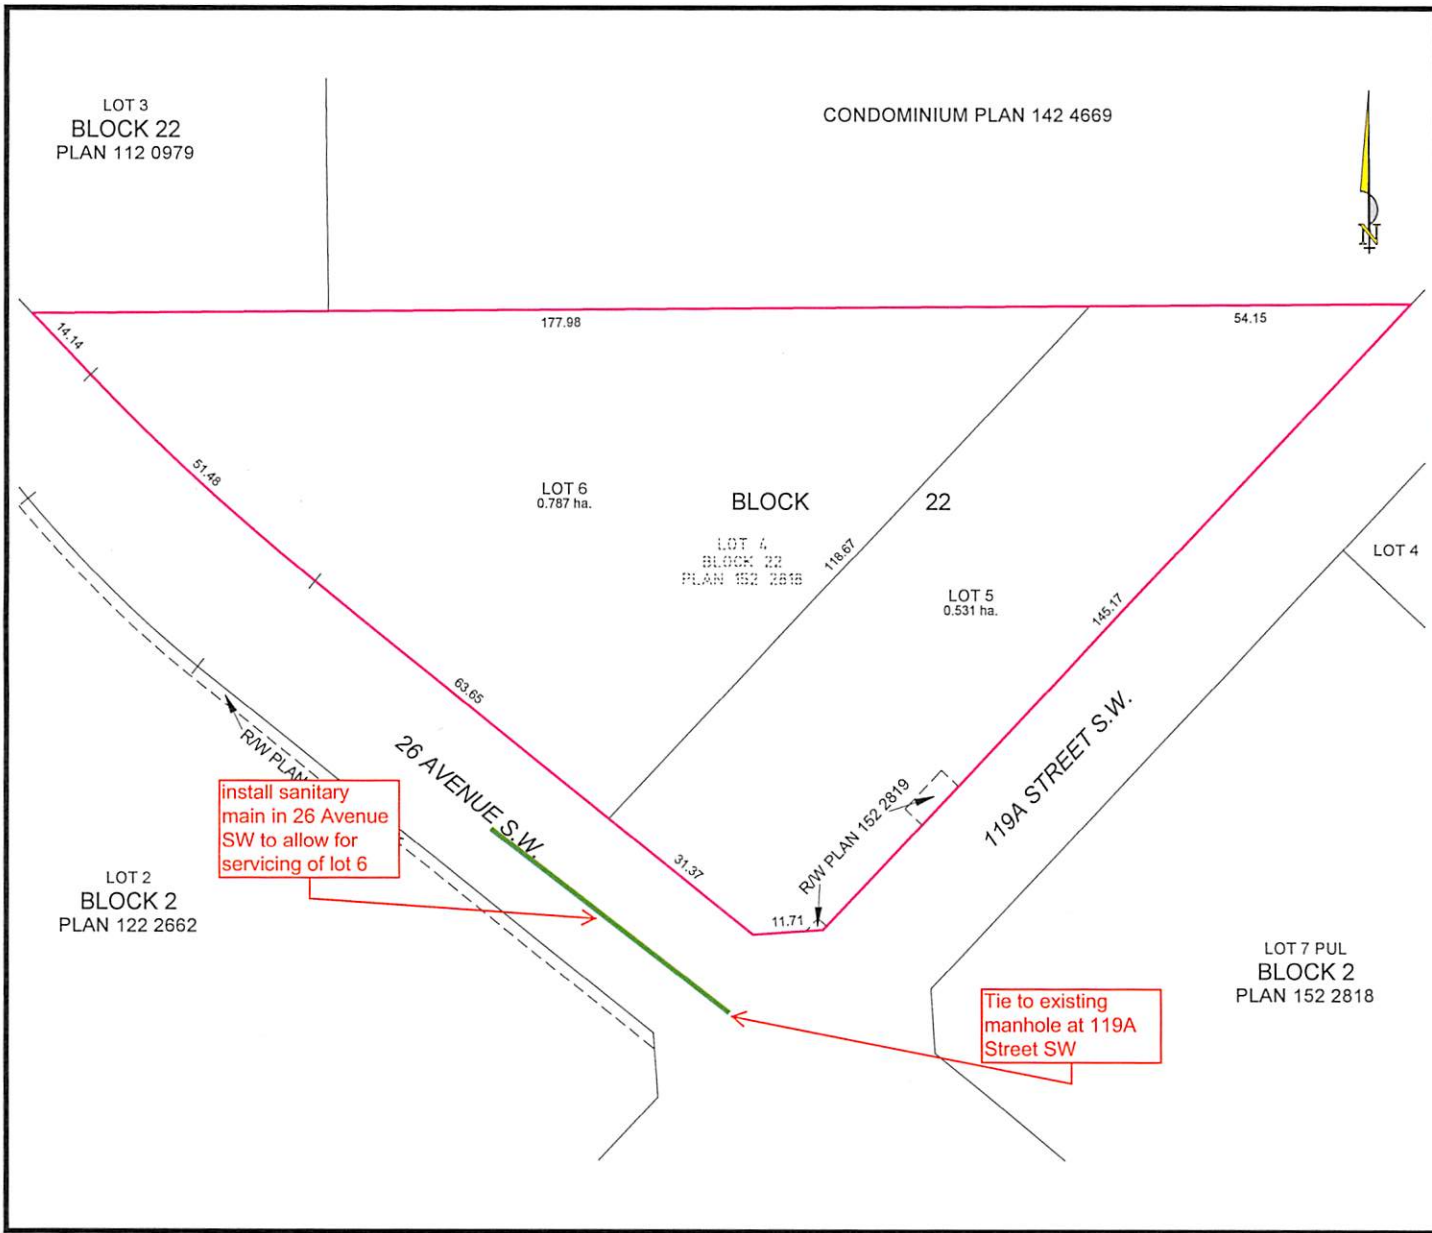 LOT 3
BLOCK 22
PLAN 112 0979
CONDOMINIUM PLAN 142 4669
N
14.14
177.98
54.15
51.48
LOT 6
0.787 ha.
BLOCK 22
LOT 4
BLOCK 22
PLAN 152 2818
118.67
LOT 4
LOT 5
0.531 ha.
145.17
63.65
R/W PLAN
26 AVENUE S.W.
119A STREET S.W.
R/W PLAN 152 2819
install sanitary
main in 26 Avenue
SW to allow for
servicing of lot 6
31.37
LOT 2
BLOCK 2
PLAN 122 2662
11.71
LOT 7 PUL
BLOCK 2
PLAN 152 2818
Tie to existing
manhole at 119A
Street SW